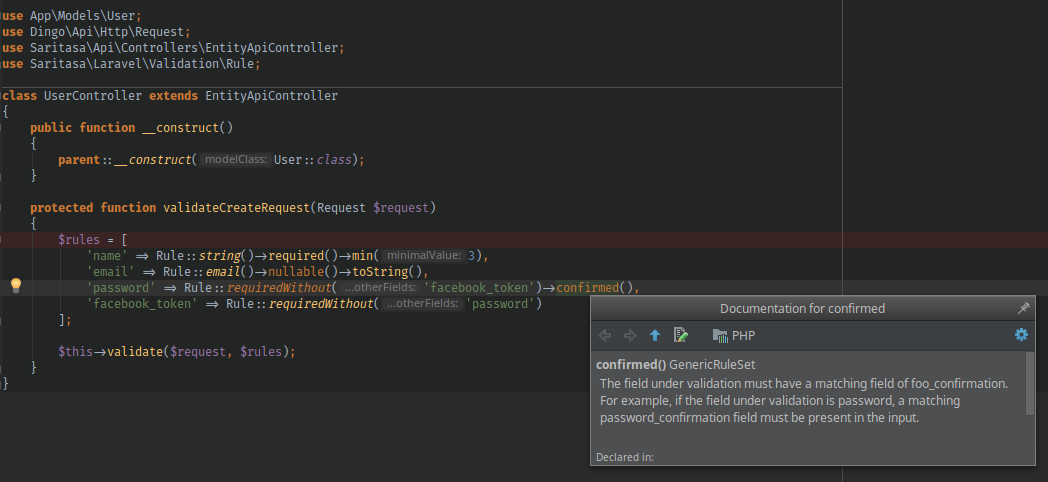 use App\Models\User;
use Dingo\Api\Http\Request;
use Saritasa\Api\Controllers\EntityApiController;
use Saritasa\Laravel\Validation\Rule;
class UserController extends EntityApiController
{
public function __construct()
{
parent::__construct( modelClass: User::class);
}
protected function validateCreateRequest(Request $request)
{
$rules = [
'name' => Rule::string()->required()->min( minimalValue: 3),
'email' => Rule::email()->nullable()->toString(),
'password' => Rule::requiredWithout( ...otherFields: 'facebook_token')->confirmed(),
'facebook_token' => Rule::requiredWithout( ...otherFields: 'password')
];
$this->validate($request, $rules);
}
}
Documentation for confirmed
PHP
confirmed() GenericRuleSet
The field under validation must have a matching field of foo_confirmation.
For example, if the field under validation is password, a matching
password_confirmation field must be present in the input.
Declared in: